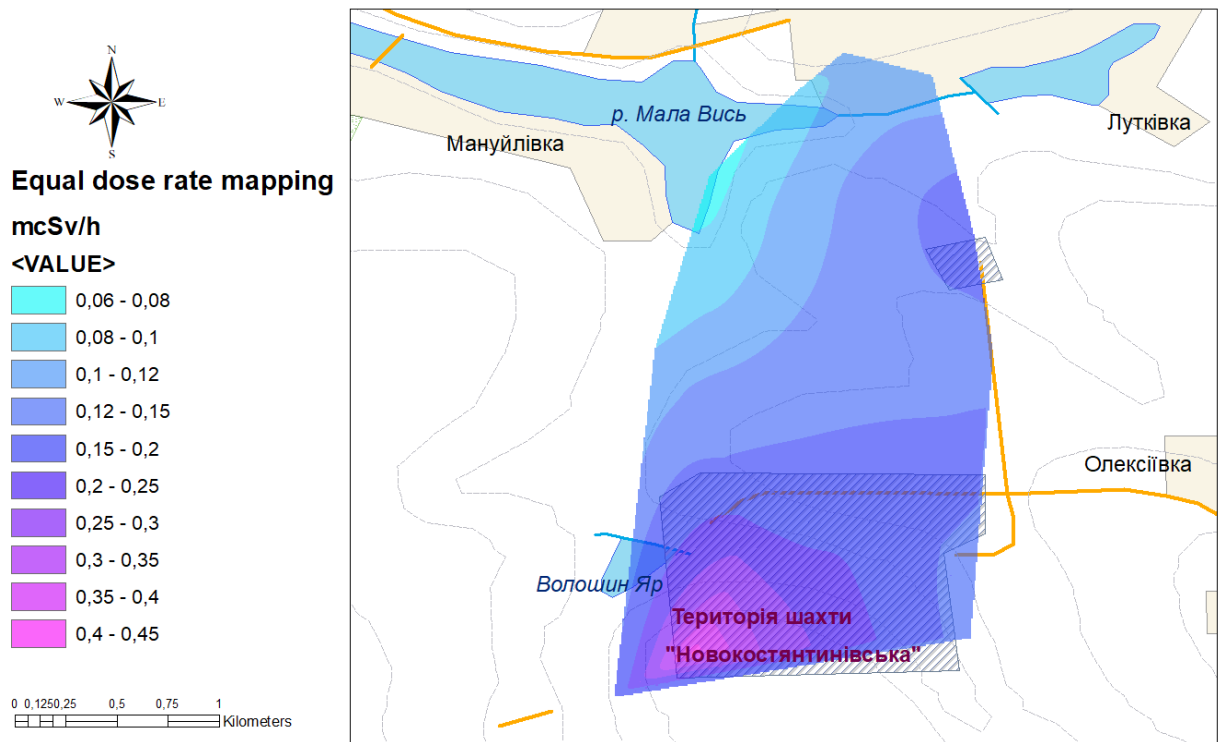 N
W
E
S
Equal dose rate mapping
mcSv/h
<VALUE>
0,06 - 0,08
0,08 - 0,1
0,1 - 0,12
0,12 - 0,15
0,15 - 0,2
0,2 - 0,25
0,25 - 0,3
0,3 - 0,35
0,35 - 0,4
0,4 - 0,45
0 0,1250,25 0,5 0,75 1
Kilometers
р. Мала Вись
Мануйлівка
Лутківка
Олексіївка
Волошин Яр
Територія шахти
"Новокостянтинівська"